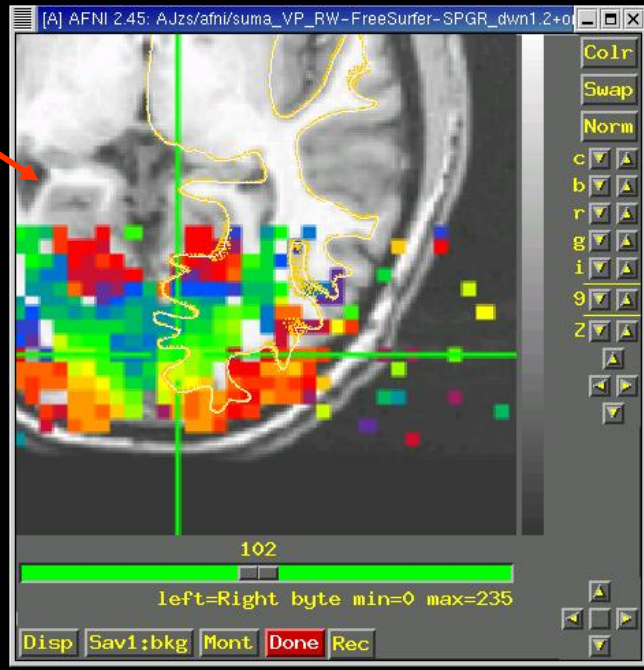 [A] AFNI 2.45: AJzs/afni/suma_VP_RW-FreeSurfer-SPGR_dwn1.2+o
Colr
Swap
Norm
c
b
r
g
i
9
Z
102
left=Right byte min=0 max=235
Disp Sav1:bkg Mont Done Rec